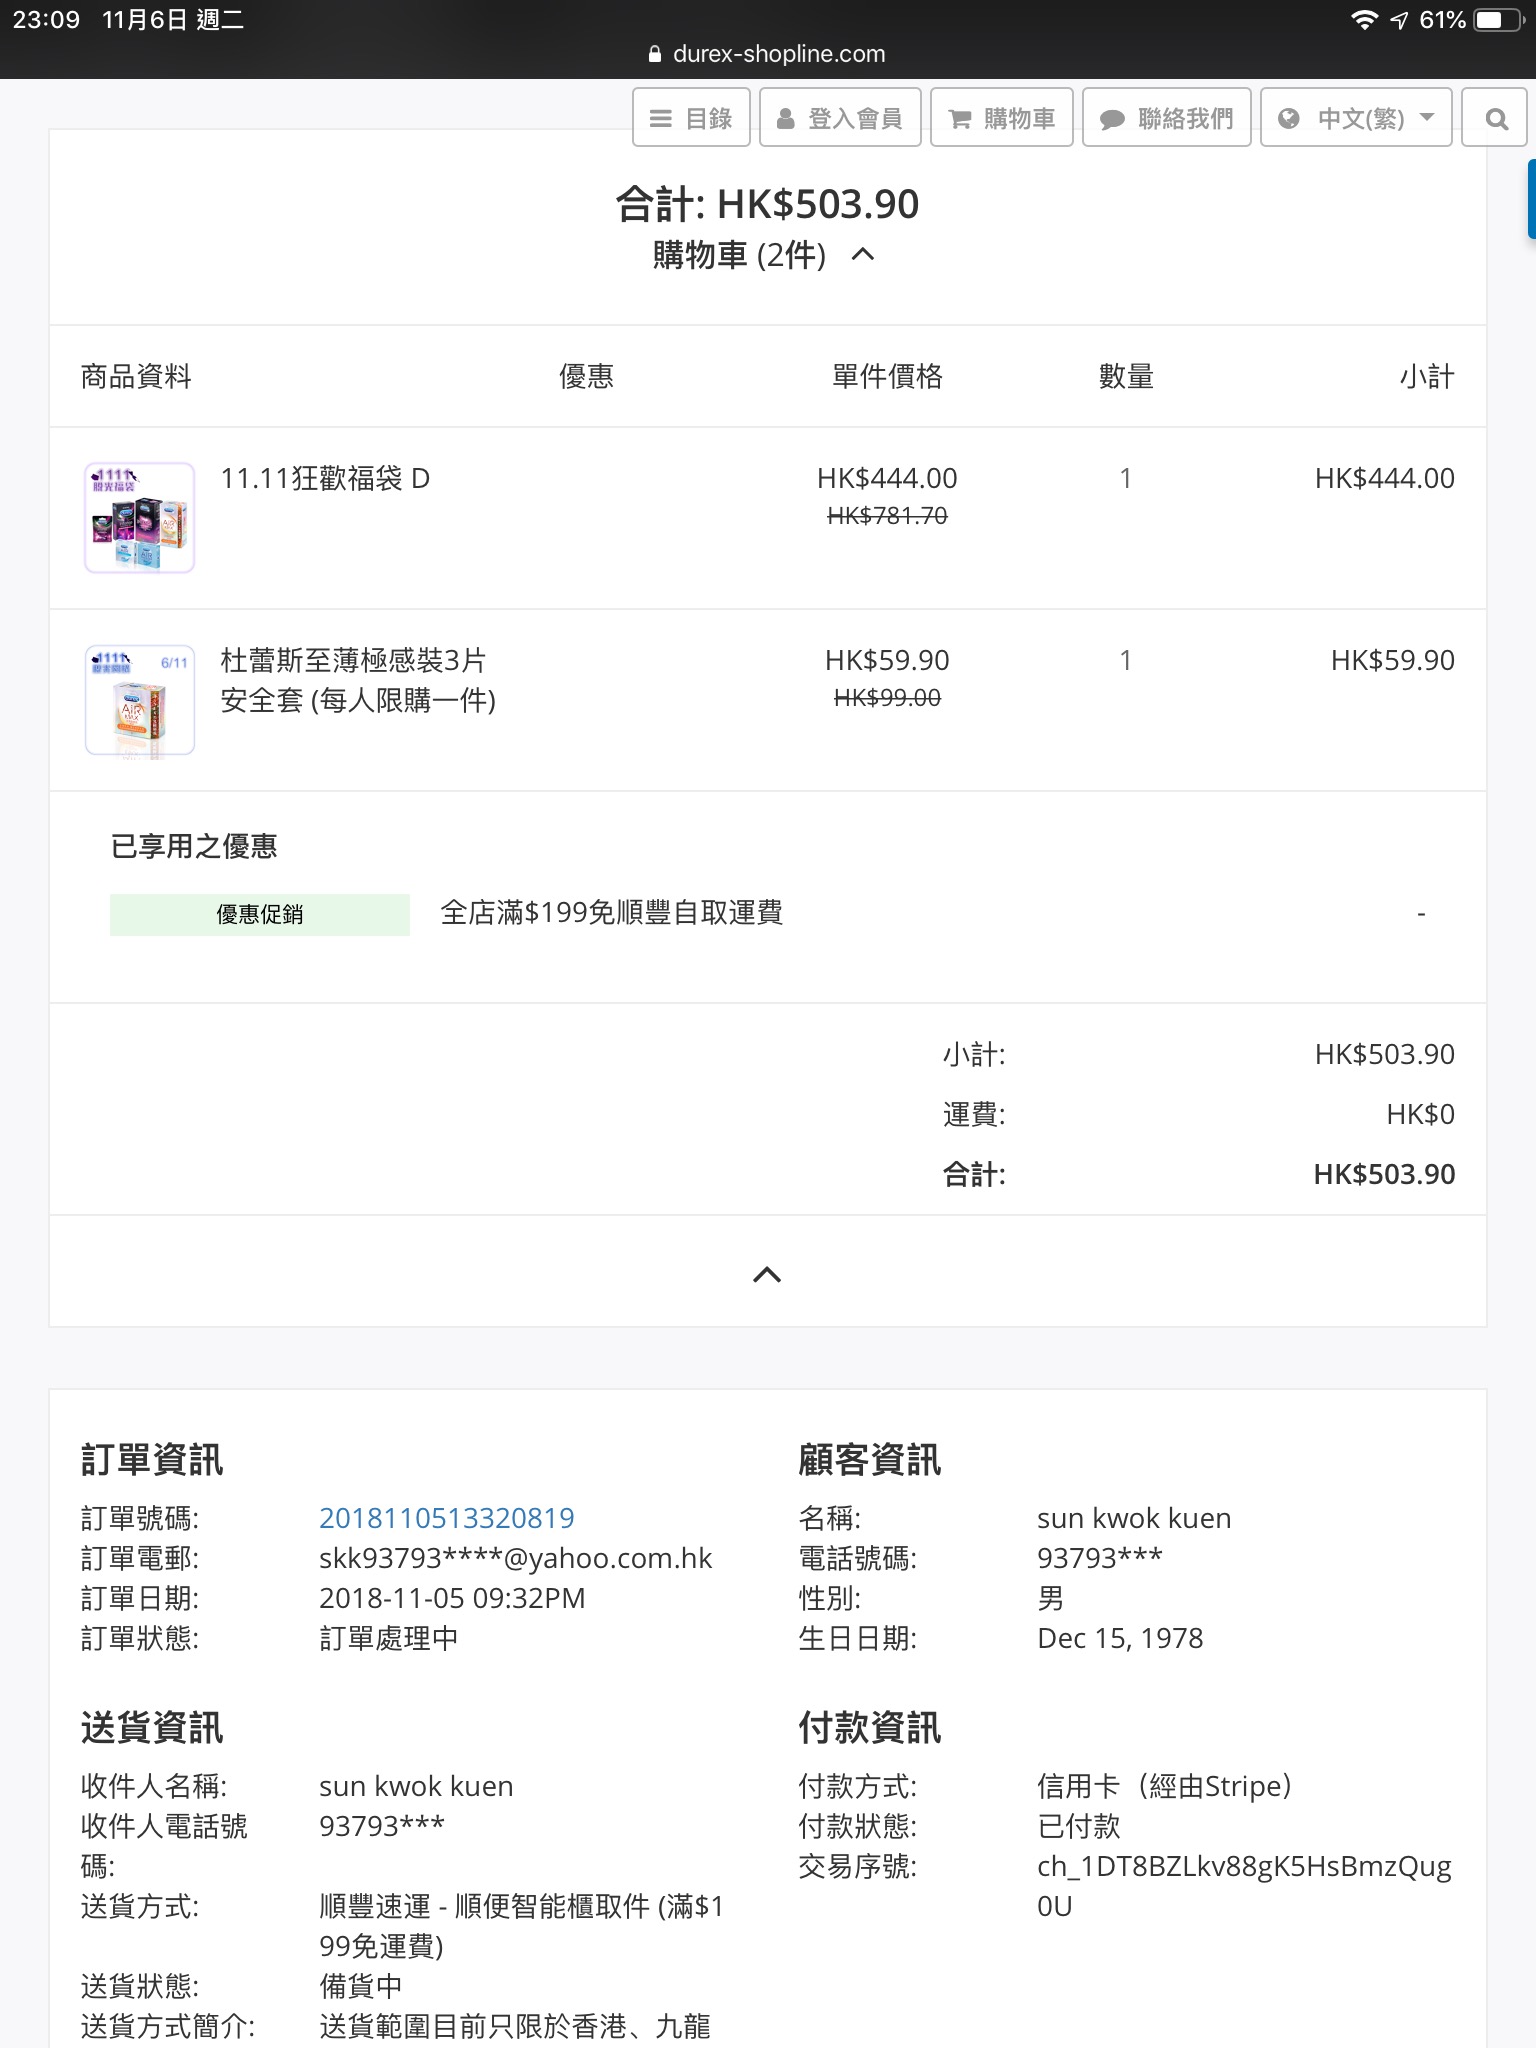 23:09 11月6日 週二
61%
durex-shopline.com
目錄
登入會員
購物車
聯絡我們
中文(繁)
合計: HK$503.90
購物車 (2件)
商品資料 優惠 單件價格 數量 小計
11.11狂歡福袋 D HK$444.00 1 HK$444.00
HK$781.70
1111
AiR
杜蕾斯至薄極感裝3片 HK$59.90 1 HK$59.90
安全套 (每人限購一件) HK$99.00
1111 6/11
AiR
已享用之優惠
優惠促銷 全店滿$199免順豐自取運費 -
小計: HK$503.90
運費: HK$0
合計: HK$503.90
訂單資訊
訂單號碼: 2018110513320819
訂單電郵: skk93793****@yahoo.com.hk
訂單日期: 2018-11-05 09:32PM
訂單狀態: 訂單處理中
顧客資訊
名稱: sun kwok kuen
電話號碼: 93793***
性別: 男
生日日期: Dec 15, 1978
送貨資訊
收件人名稱: sun kwok kuen
收件人電話號 93793***
碼:
送貨方式: 順豐速運 - 順便智能櫃取件 (滿$1
99免運費)
送貨狀態: 備貨中
送貨方式簡介: 送貨範圍目前只限於香港、九龍
付款資訊
付款方式: 信用卡（經由Stripe）
付款狀態: 已付款
交易序號: ch_1DT8BZLkv88gK5HsBmzQug
0U